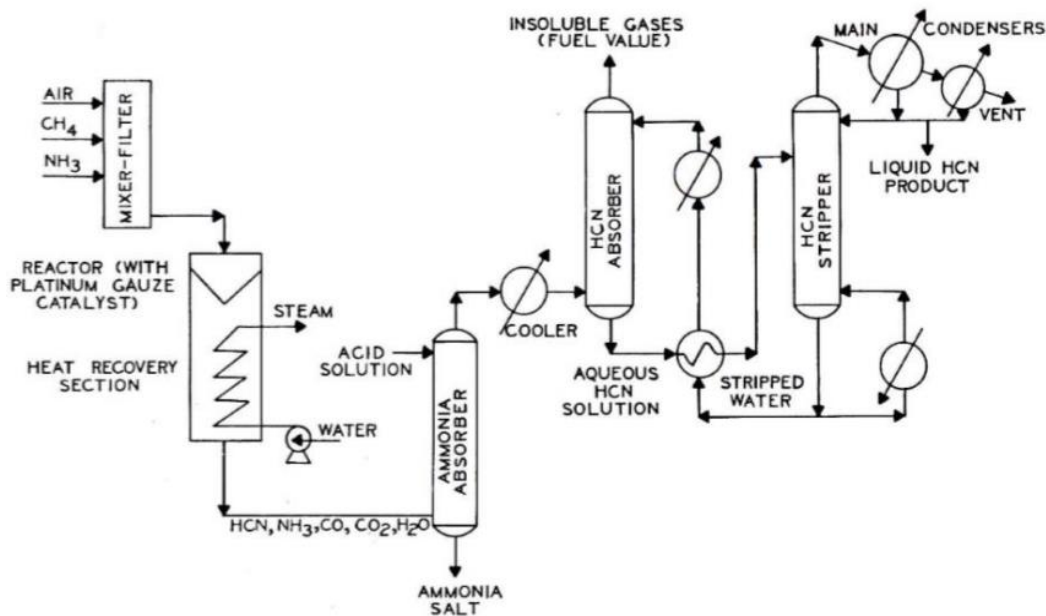 AIR
CH4
NH3
MIXER-FILTER
REACTOR (WITH
PLATINUM GAUZE
CATALYST)
STEAM
HEAT RECOVERY
SECTION
WATER
HCN, NH3, CO, CO2, H2O
ACID
SOLUTION
AMMONIA
ABSORBER
AMMONIA
SALT
COOLER
INSOLUBLE GASES
(FUEL VALUE)
HCN
ABSORBER
AQUEOUS
HCN
SOLUTION
STRIPPED
WATER
HCN
STRIPPER
MAIN
CONDENSERS
VENT
LIQUID HCN
PRODUCT